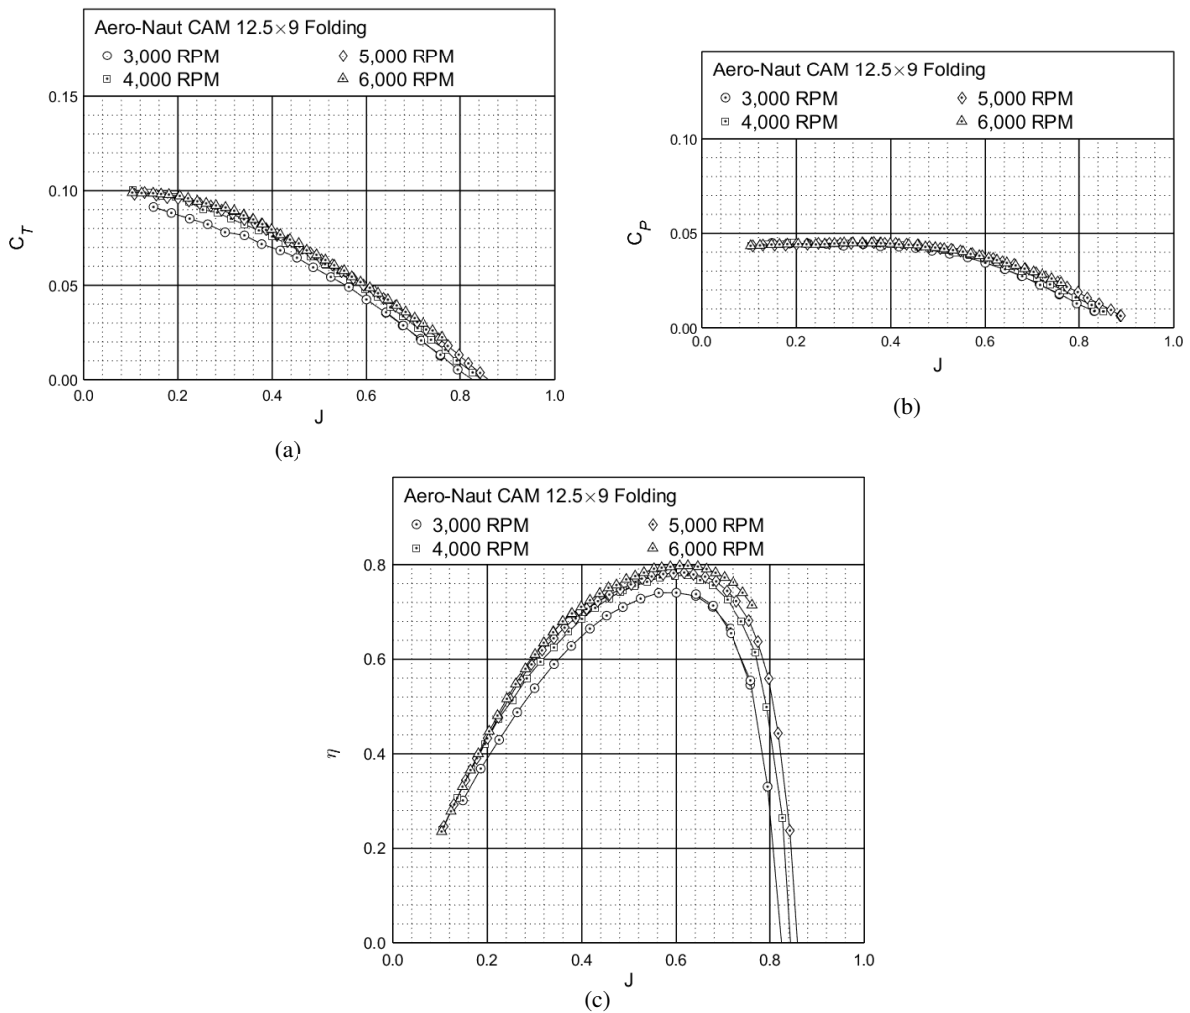 Aero-Naut CAM 12.5×9 Folding
3,000 RPM 5,000 RPM
4,000 RPM 6,000 RPM
0.15
0.10
0.05
0.00
C_T
0.0 0.2 0.4 0.6 0.8 1.0
J
(a)
Aero-Naut CAM 12.5×9 Folding
3,000 RPM 5,000 RPM
4,000 RPM 6,000 RPM
0.10
0.05
0.00
C_P
0.0 0.2 0.4 0.6 0.8 1.0
J
(b)
Aero-Naut CAM 12.5×9 Folding
3,000 RPM 5,000 RPM
4,000 RPM 6,000 RPM
0.8
0.6
0.4
0.2
0.0
η
0.0 0.2 0.4 0.6 0.8 1.0
J
(c)